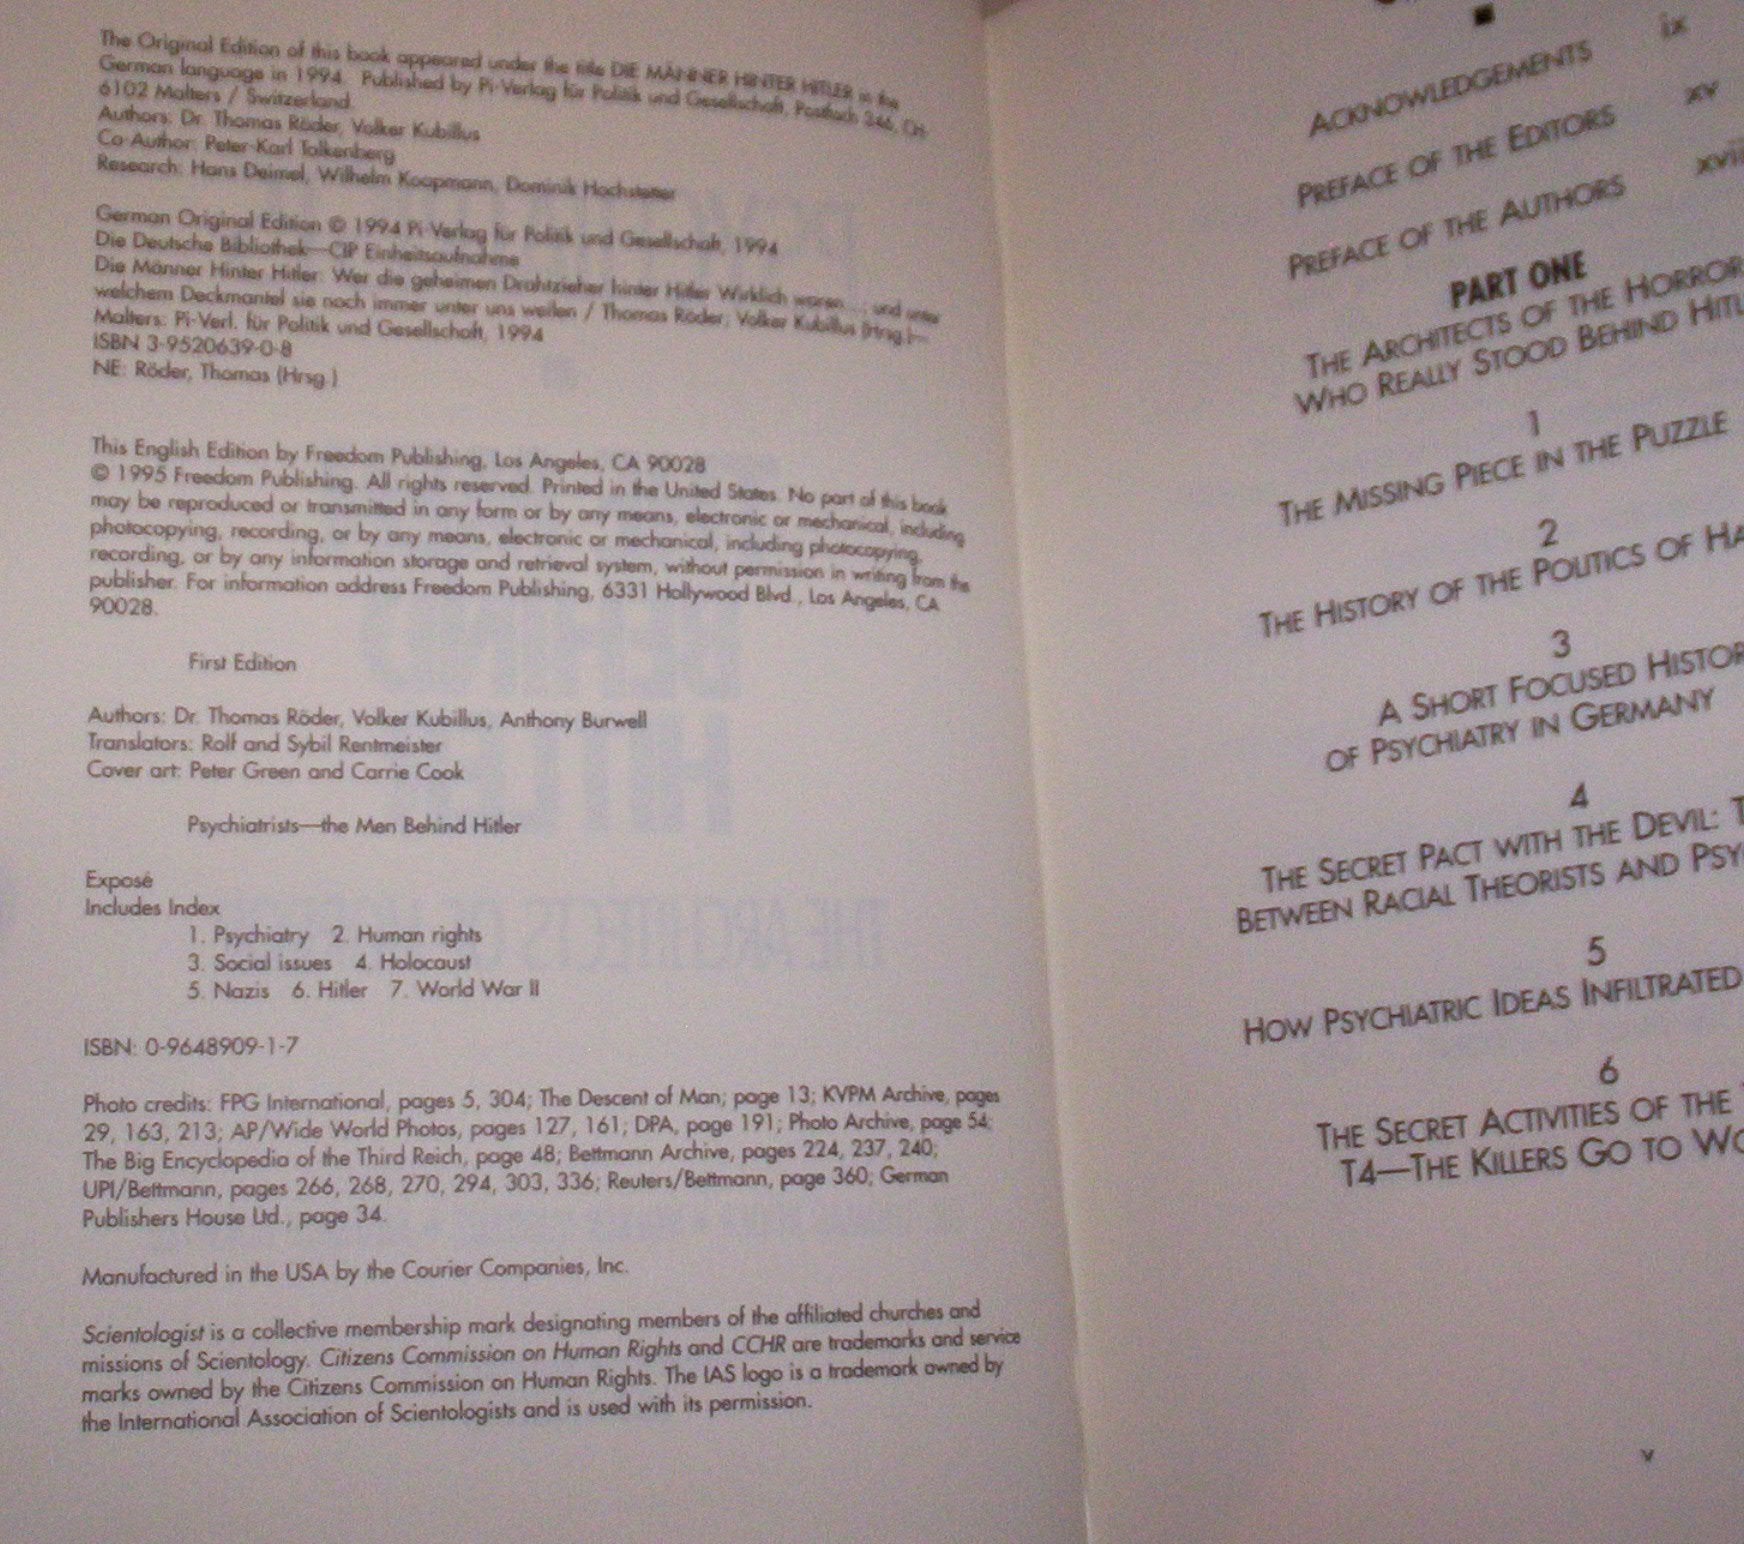 The Original Edition of this book appeared under the title DIE MÄNNER HINTER HITLER in the
German language in 1994. Published by Pi-Verlag für Politik und Gesellschaft, Postfach 246, CH-
6102 Malters / Switzerland.
Authors: Dr. Thomas Röder, Volker Kubillus
Co-Author: Peter-Karl Talkenberg
Research: Hans Deimel, Wilhelm Koopmann, Dominik Hochstetter
German Original Edition © 1994 Pi-Verlag für Politik und Gesellschaft, 1994
Die Deutsche Bibliothek—CIP Einheitsaufnahme
Die Männer Hinter Hitler: Wer die geheimen Drahtzieher hinter Hitler Wirklich waren... und unter
welchem Deckmantel sie noch immer unter uns weilen / Thomas Röder; Volker Kubillus (Hrsg.)—
Malters: Pi-Verl. für Politik und Gesellschaft, 1994
ISBN 3-9520639-0-8
NE: Röder, Thomas (Hrsg.)
This English Edition by Freedom Publishing, Los Angeles, CA 90028
© 1995 Freedom Publishing. All rights reserved. Printed in the United States. No part of this book
may be reproduced or transmitted in any form or by any means, electronic or mechanical, including
photocopying, recording, or by any means, electronic or mechanical, including photocopying,
recording, or by any information storage and retrieval system, without permission in writing from the
publisher. For information address Freedom Publishing, 6331 Hollywood Blvd., Los Angeles, CA
90028.
First Edition
Authors: Dr. Thomas Röder, Volker Kubillus, Anthony Burwell
Translators: Rolf and Sybil Rentmeister
Cover art: Peter Green and Carrie Cook
Psychiatrists—the Men Behind Hitler
Exposé
Includes Index
1. Psychiatry 2. Human rights
3. Social issues 4. Holocaust
5. Nazis 6. Hitler 7. World War II
ISBN: 0-9648909-1-7
Photo credits: FPG International, pages 5, 304; The Descent of Man; page 13; KVPM Archive, pages
29, 163, 213; AP/Wide World Photos, pages 127, 161; DPA, page 191; Photo Archive, page 54;
The Big Encyclopedia of the Third Reich, page 48; Bettmann Archive, pages 224, 237, 240;
UPI/Bettmann, pages 266, 268, 270, 294, 303, 336; Reuters/Bettmann, page 360; German
Publishers House Ltd., page 34.
Manufactured in the USA by the Courier Companies, Inc.
Scientologist is a collective membership mark designating members of the affiliated churches and
missions of Scientology. Citizens Commission on Human Rights and CCHR are trademarks and service
marks owned by the Citizens Commission on Human Rights. The IAS logo is a trademark owned by
the International Association of Scientologists and is used with its permission.
ACKNOWLEDGEMENTS ix
PREFACE OF THE EDITORS xv
PREFACE OF THE AUTHORS xvii
PART ONE
THE ARCHITECTS OF THE HORROR
WHO REALLY STOOD BEHIND HITL
1
THE MISSING PIECE IN THE PUZZLE
2
THE HISTORY OF THE POLITICS OF HA
3
A SHORT FOCUSED HISTOR
OF PSYCHIATRY IN GERMANY
4
THE SECRET PACT WITH THE DEVIL: T
BETWEEN RACIAL THEORISTS AND PSY
5
HOW PSYCHIATRIC IDEAS INFILTRATED
6
THE SECRET ACTIVITIES OF THE
T4—THE KILLERS GO TO WO
v